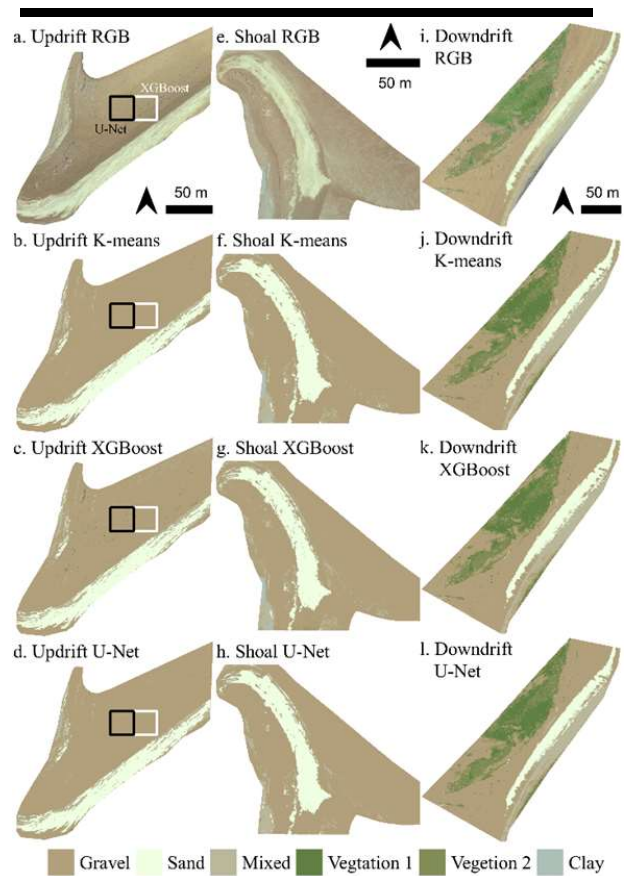 a. Updrift RGB
e. Shoal RGB
i. Downdrift
RGB
50 m
XGBoost
U-Net
50 m
50 m
b. Updrift K-means
f. Shoal K-means
j. Downdrift
K-means
c. Updrift XGBoost
g. Shoal XGBoost
k. Downdrift
XGBoost
d. Updrift U-Net
h. Shoal U-Net
l. Downdrift
U-Net
Gravel Sand Mixed Vegtation 1 Vegetion 2 Clay